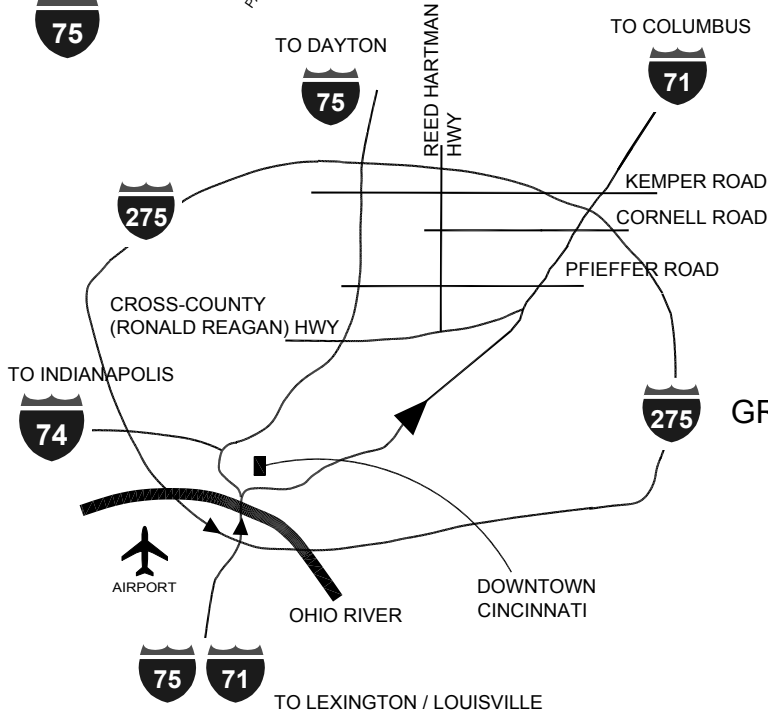 75
TO DAYTON
75
REED HARTMAN
HWY
TO COLUMBUS
71
275
KEMPER ROAD
CORNELL ROAD
PFIEFFER ROAD
CROSS-COUNTY
(RONALD REAGAN) HWY
TO INDIANAPOLIS
74
275
AIRPORT
OHIO RIVER
DOWNTOWN
CINCINNATI
75
71
TO LEXINGTON / LOUISVILLE